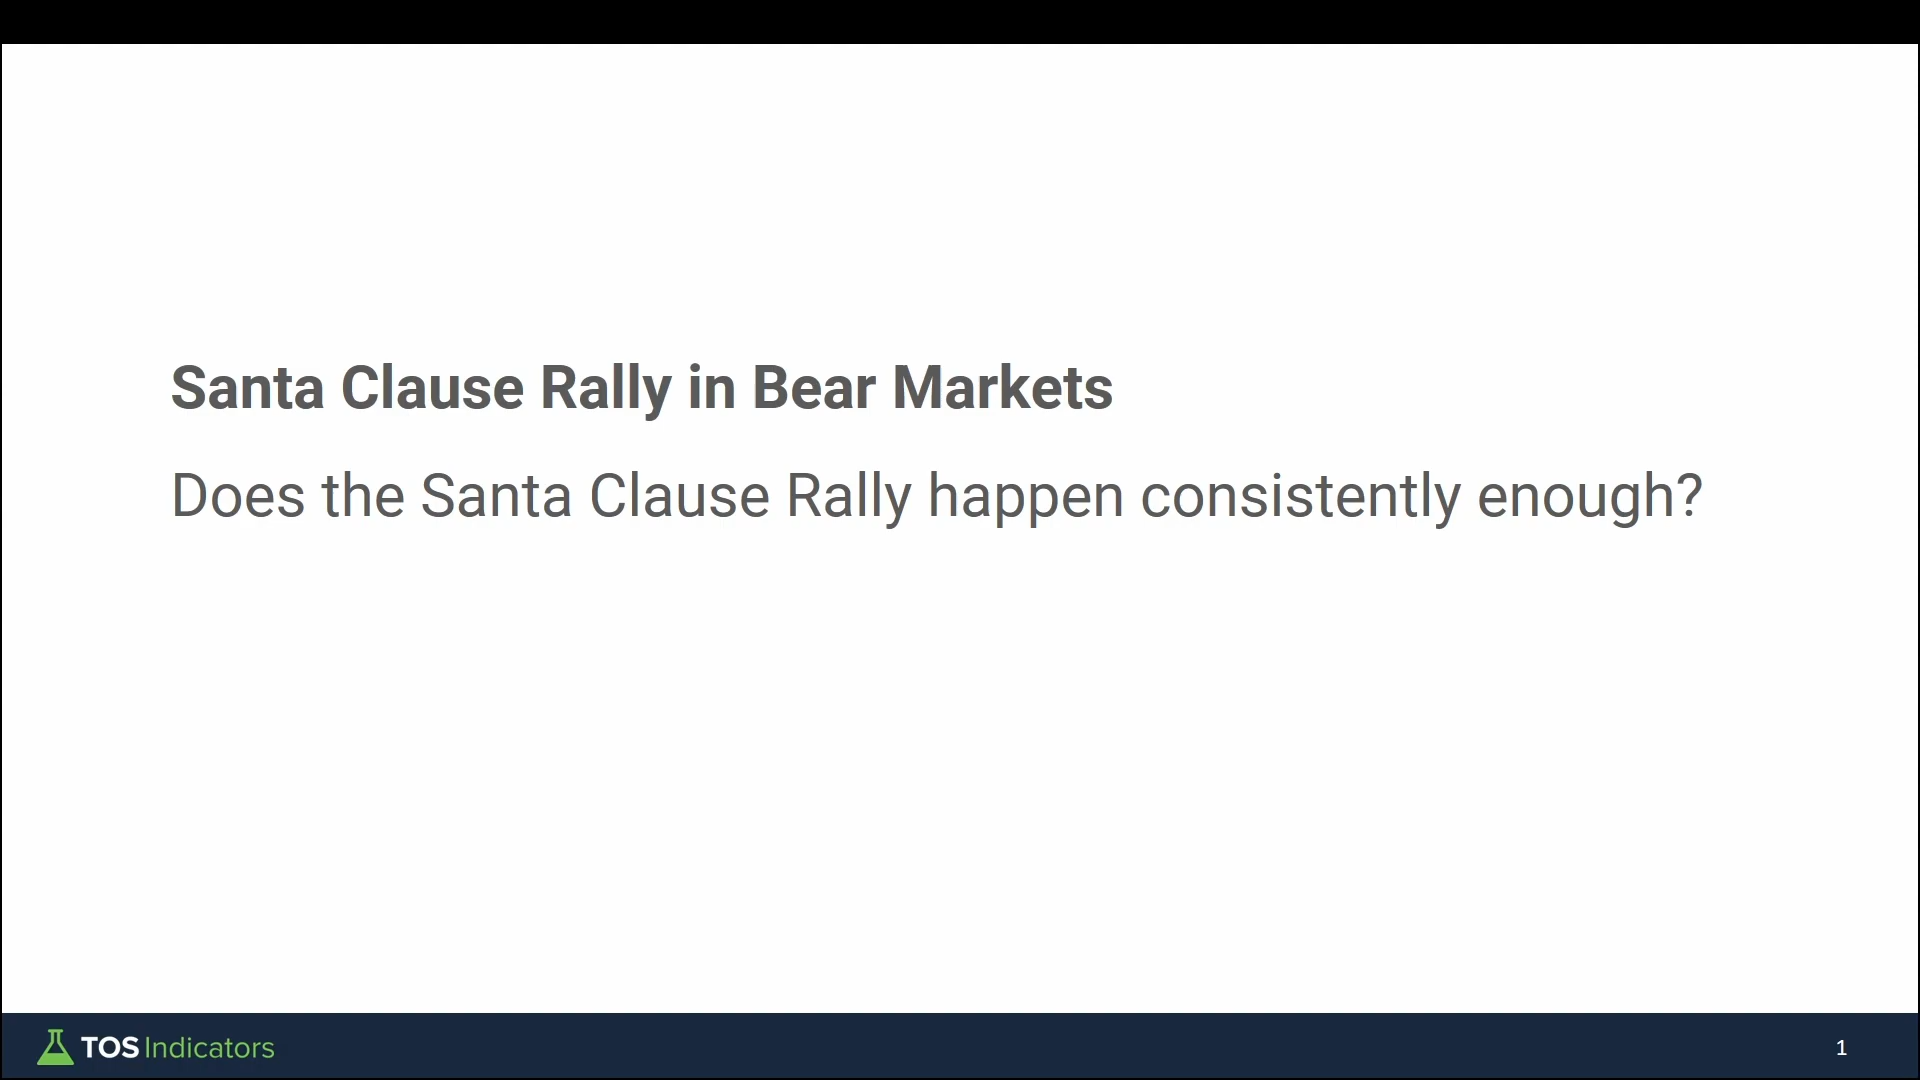 Santa Clause Rally in Bear Markets
Does the Santa Clause Rally happen consistently enough?
TOS Indicators
1